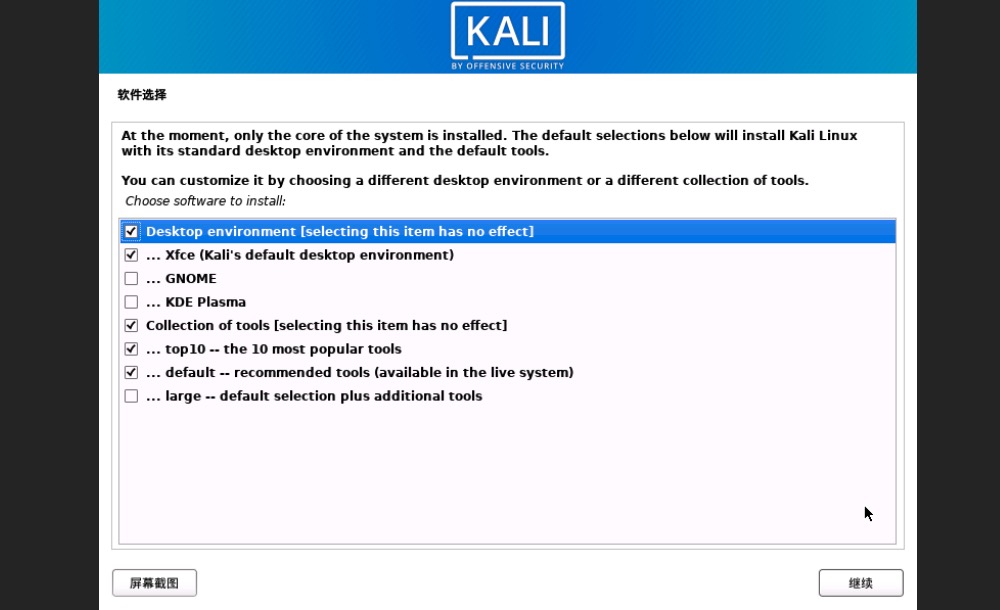 KALI
BY OFFENSIVE SECURITY
软件选择
At the moment, only the core of the system is installed. The default selections below will install Kali Linux
with its standard desktop environment and the default tools.
You can customize it by choosing a different desktop environment or a different collection of tools.
Choose software to install:
Desktop environment [selecting this item has no effect]
... Xfce (Kali's default desktop environment)
... GNOME
... KDE Plasma
Collection of tools [selecting this item has no effect]
... top10 -- the 10 most popular tools
... default -- recommended tools (available in the live system)
... large -- default selection plus additional tools
屏幕截图
继续